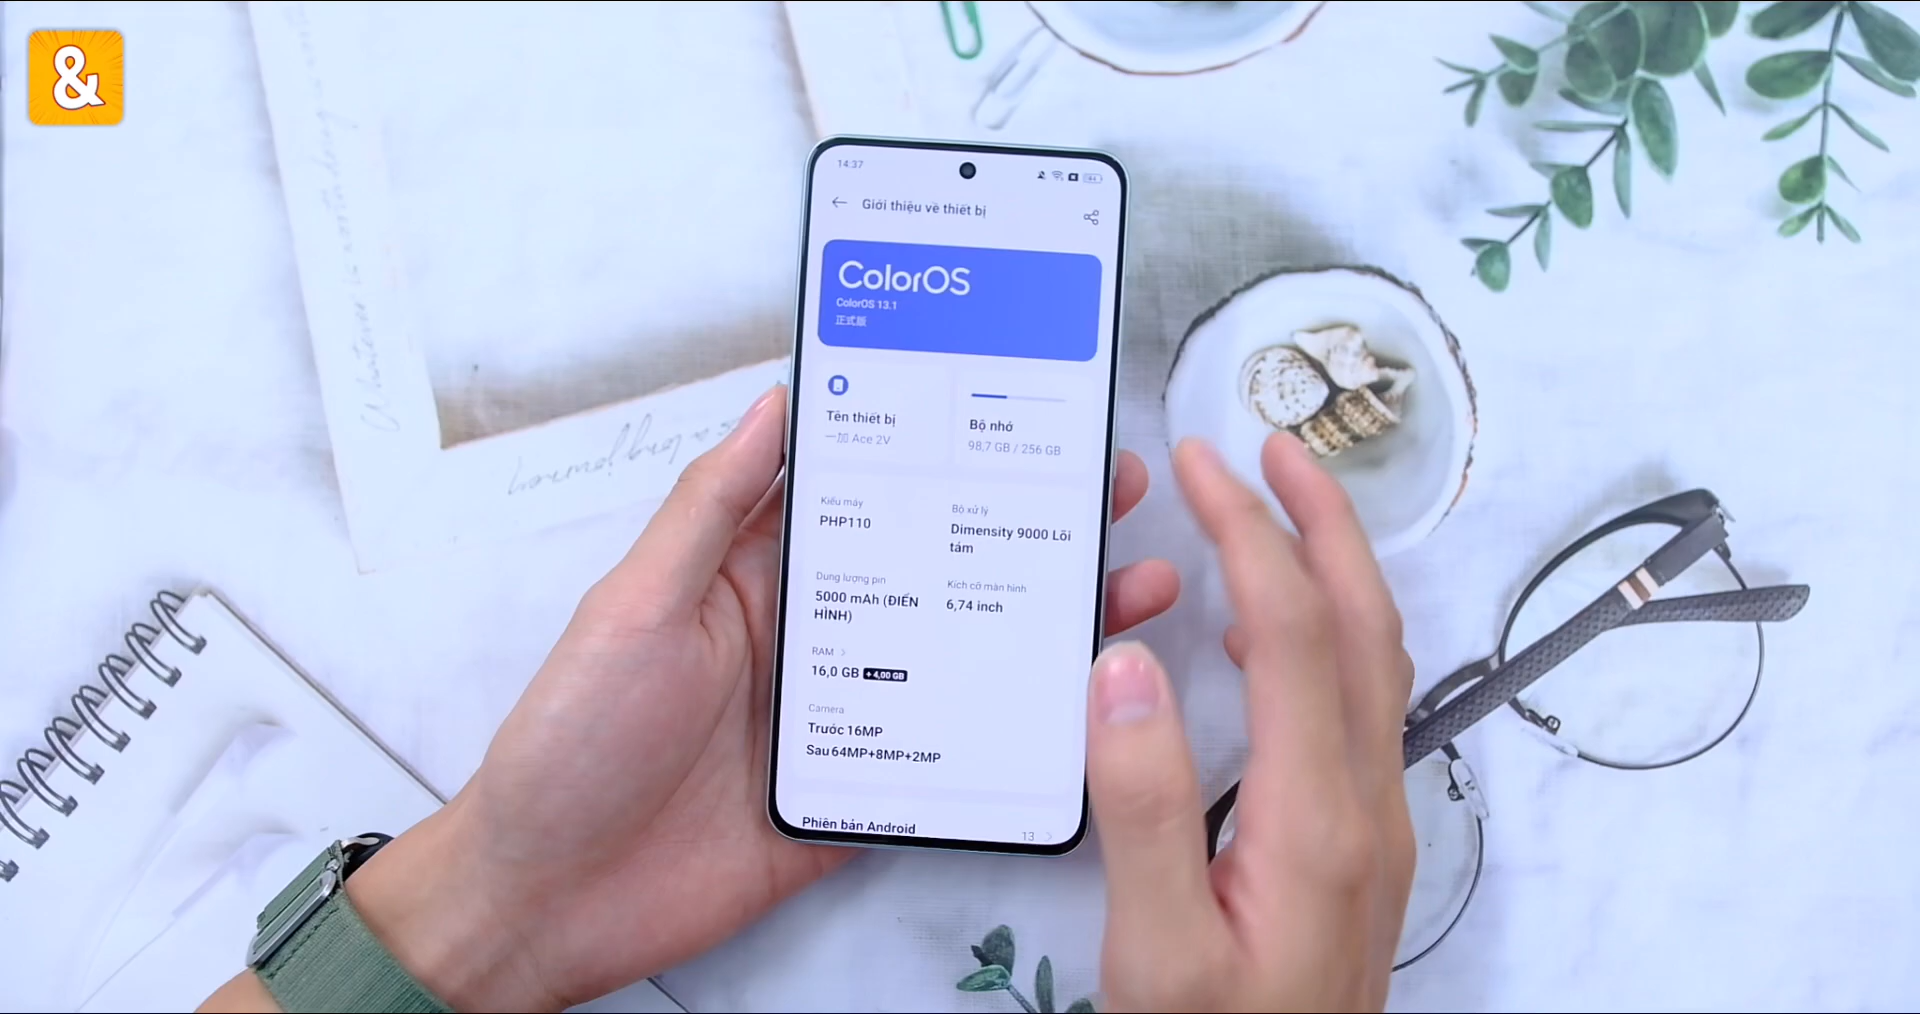 &
14:37
Giới thiệu về thiết bị
ColorOS
ColorOS 13.1
正式版
Tên thiết bị
一加 Ace 2V
Bộ nhớ
98,7 GB / 256 GB
Kiểu máy
PHP110
Bộ xử lý
Dimensity 9000 Lõi
tám
Dung lượng pin
5000 mAh (ĐIỂN
HÌNH)
Kích cỡ màn hình
6,74 inch
RAM
16,0 GB +4,00 GB
Camera
Trước 16MP
Sau 64MP+8MP+2MP
Phiên bản Android
13
a long journey